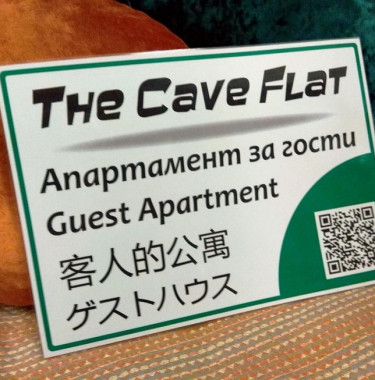 The Cave Flat
Апартамент за гости
Guest Apartment
客人的公寓
ゲストハウス